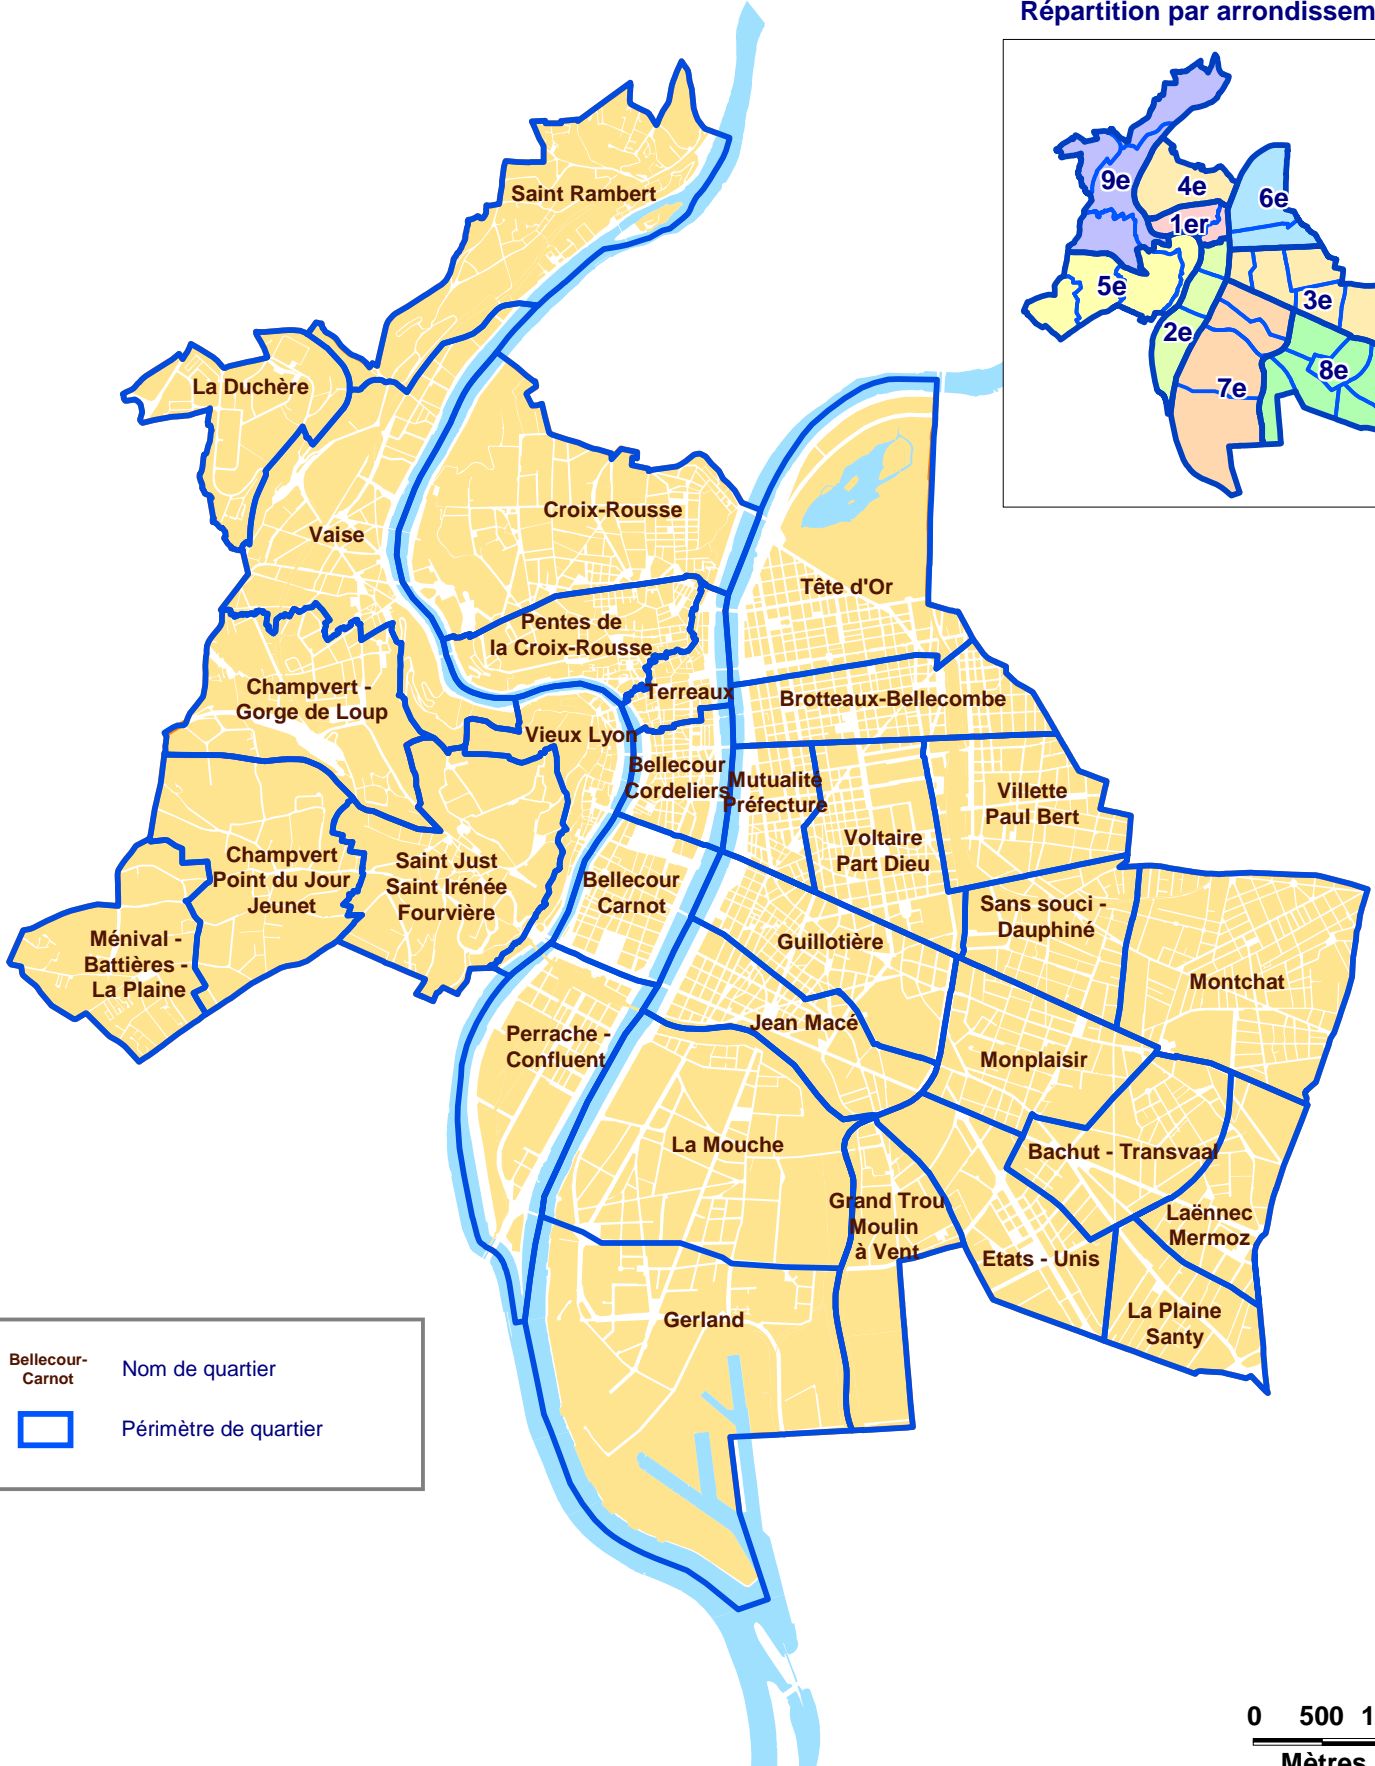 Répartition par arrondissem
9e
4e
6e
1er
5e
3e
2e
8e
7e
Saint Rambert
La Duchère
Vaise
Croix-Rousse
Tête d'Or
Pentes de
la Croix-Rousse
Champvert -
Gorge de Loup
Terreaux
Brotteaux-Bellecombe
Vieux Lyon
Bellecour
Cordeliers
Mutualité
Préfecture
Villette
Paul Bert
Voltaire
Part Dieu
Champvert
Point du Jour
Jeunet
Saint Just
Saint Irénée
Fourvière
Bellecour
Carnot
Sans souci -
Dauphiné
Guillotière
Ménival -
Battières -
La Plaine
Montchat
Jean Macé
Perrache -
Confluent
Monplaisir
La Mouche
Bachut - Transvaal
Grand Trou
Moulin
à Vent
Laënnec
Mermoz
Etats - Unis
La Plaine
Santy
Gerland
Bellecour-
Carnot
Nom de quartier
Périmètre de quartier
0 500 1
Mètres